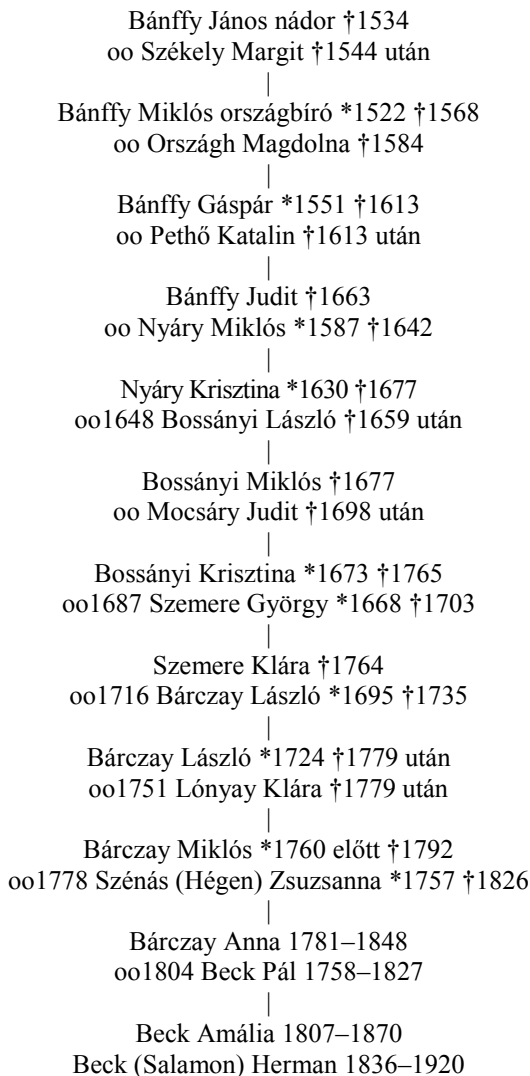 Bánffy János nádor †1534
oo Székely Margit †1544 után
|
Bánffy Miklós országbíró *1522 †1568
oo Országh Magdolna †1584
|
Bánffy Gáspár *1551 †1613
oo Pethő Katalin †1613 után
|
Bánffy Judit †1663
oo Nyáry Miklós *1587 †1642
|
Nyáry Krisztina *1630 †1677
oo1648 Bossányi László †1659 után
|
Bossányi Miklós †1677
oo Mocsáry Judit †1698 után
|
Bossányi Krisztina *1673 †1765
oo1687 Szemere György *1668 †1703
|
Szemere Klára †1764
oo1716 Bárczay László *1695 †1735
|
Bárczay László *1724 †1779 után
oo1751 Lónyay Klára †1779 után
|
Bárczay Miklós *1760 előtt †1792
oo1778 Szénás (Hégen) Zsuzsanna *1757 †1826
|
Bárczay Anna 1781–1848
oo1804 Beck Pál 1758–1827
|
Beck Amália 1807–1870
Beck (Salamon) Herman 1836–1920